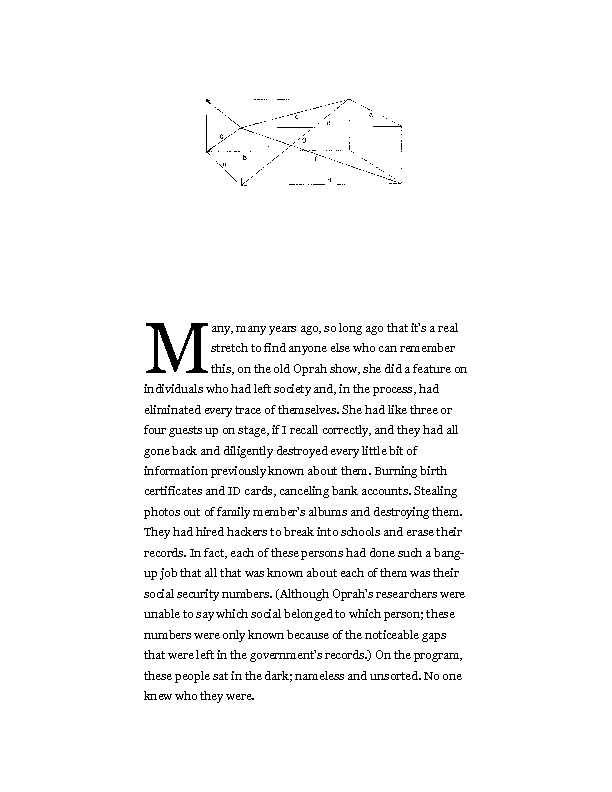 Many, many years ago, so long ago that it's a real
stretch to find anyone else who can remember
this, on the old Oprah show, she did a feature on
individuals who had left society and, in the process, had
eliminated every trace of themselves. She had like three or
four guests up on stage, if I recall correctly, and they had all
gone back and diligently destroyed every little bit of
information previously known about them. Burning birth
certificates and ID cards, canceling bank accounts. Stealing
photos out of family member's albums and destroying them.
They had hired hackers to break into schools and erase their
records. In fact, each of these persons had done such a bang-
up job that all that was known about each of them was their
social security numbers. (Although Oprah's researchers were
unable to say which social belonged to which person; these
numbers were only known because of the noticeable gaps
that were left in the government's records.) On the program,
these people sat in the dark; nameless and unsorted. No one
knew who they were.